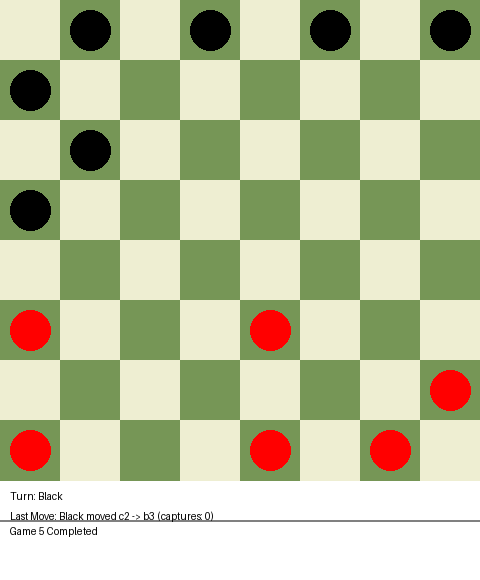 Turn: Black
Last Move: Black moved c2 -> b3 (captures: 0)
Game 5 Completed